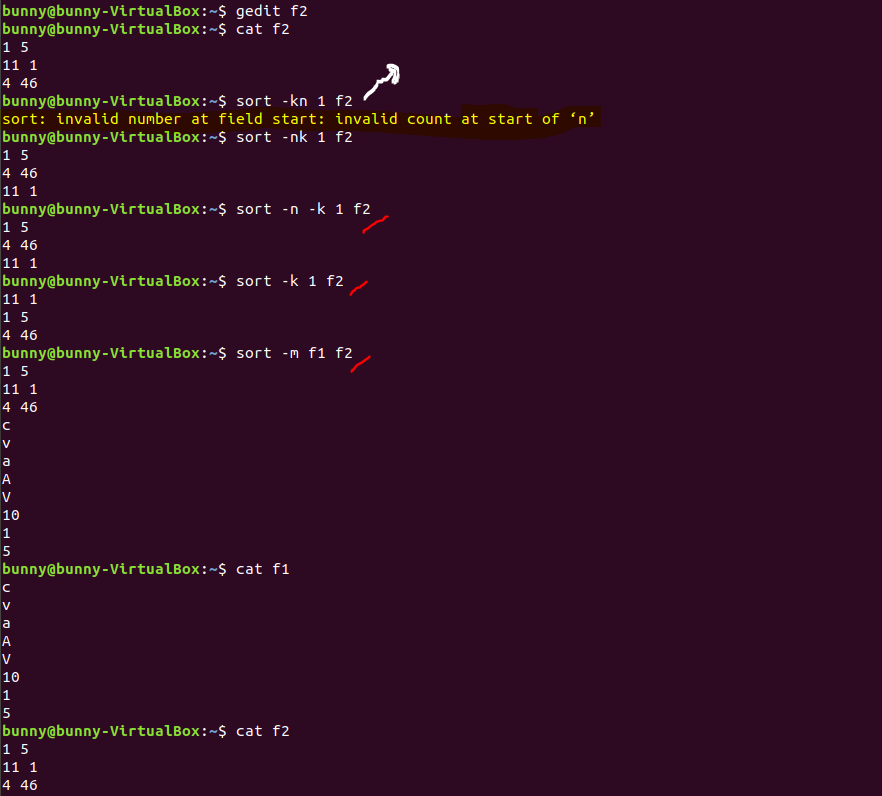 bunny@bunny-VirtualBox:~$ gedit f2
bunny@bunny-VirtualBox:~$ cat f2
1 5
11 1
4 46
bunny@bunny-VirtualBox:~$ sort -kn 1 f2
sort: invalid number at field start: invalid count at start of ‘n’
bunny@bunny-VirtualBox:~$ sort -nk 1 f2
1 5
4 46
11 1
bunny@bunny-VirtualBox:~$ sort -n -k 1 f2
1 5
4 46
11 1
bunny@bunny-VirtualBox:~$ sort -k 1 f2
11 1
1 5
4 46
bunny@bunny-VirtualBox:~$ sort -m f1 f2
1 5
11 1
4 46
c
v
a
A
V
10
1
5
bunny@bunny-VirtualBox:~$ cat f1
c
v
a
A
V
10
1
5
bunny@bunny-VirtualBox:~$ cat f2
1 5
11 1
4 46